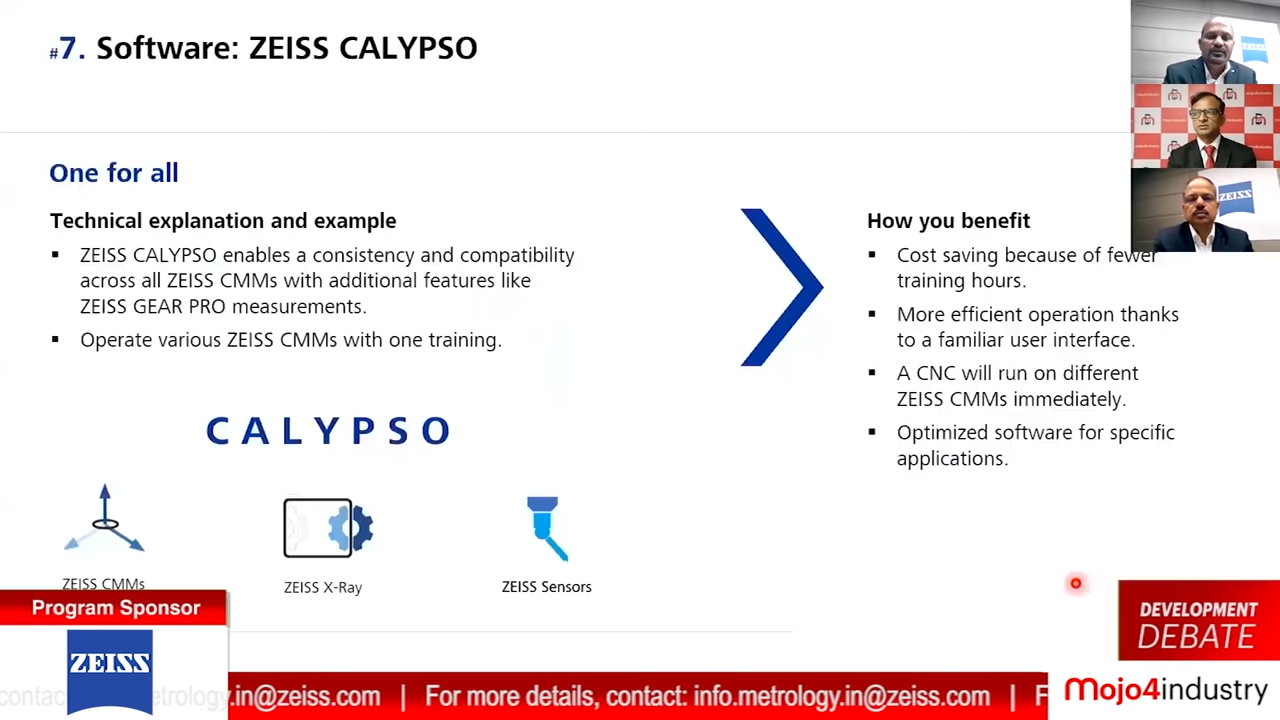 #7. Software: ZEISS CALYPSO
One for all
Technical explanation and example
▪ ZEISS CALYPSO enables a consistency and compatibility
across all ZEISS CMMs with additional features like
ZEISS GEAR PRO measurements.
▪ Operate various ZEISS CMMs with one training.
CALYPSO
ZEISS CMMs
ZEISS X-Ray
ZEISS Sensors
How you benefit
▪ Cost saving because of fewer
training hours.
▪ More efficient operation thanks
to a familiar user interface.
▪ A CNC will run on different
ZEISS CMMs immediately.
▪ Optimized software for specific
applications.
ZEISS
ZEISS
Program Sponsor
ZEISS
DEVELOPMENT
DEBATE
contac etrology.in@zeiss.com | For more details, contact: info.metrology.in@zeiss.com | F
Mojo4industry